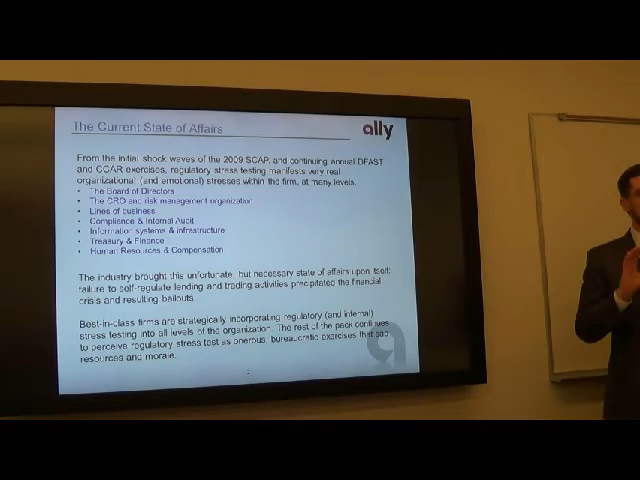 The Current State of Affairs
ally
From the initial shock waves of the 2009 SCAP, and continuing annual DFAST
and CCAR exercises, regulatory stress testing manifests very real
organizational (and emotional) stresses within the firm, at many levels.
• The Board of Directors
• The CRO and risk management organization
• Lines of business
• Compliance & Internal Audit
• Information systems & infrastructure
• Treasury & Finance
• Human Resources & Compensation
The industry brought this unfortunate, but necessary state of affairs upon itself;
failure to self-regulate lending and trading activities precipitated the financial
crisis and resulting bailouts.
Best-in-class firms are strategically incorporating regulatory (and internal)
stress testing into all levels of the organization. The rest of the pack continues
to perceive regulatory stress test as onerous, bureaucratic exercises that sap
resources and morale.